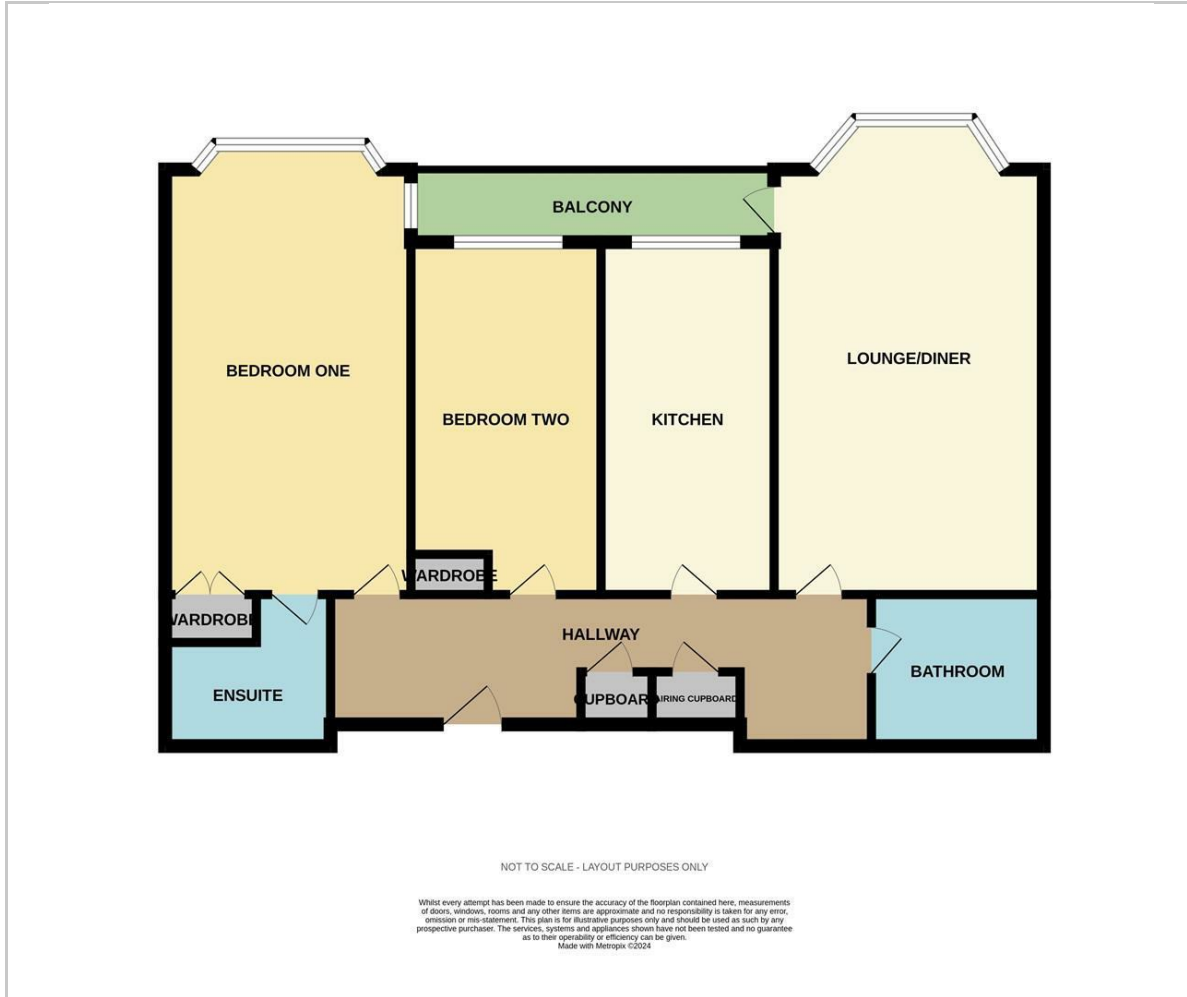 BALCONY
LOUNGE/DINER
BEDROOM ONE
BEDROOM TWO
KITCHEN
WARDROBE
WARDROBE
HALLWAY
ENSUITE
CUPBOARD
AIRING CUPBOARD
BATHROOM
NOT TO SCALE - LAYOUT PURPOSES ONLY
Whilst every attempt has been made to ensure the accuracy of the floorplan contained here, measurements
of doors, windows, rooms and any other items are approximate and no responsibility is taken for any error,
omission or mis-statement. This plan is for illustrative purposes only and should be used as such by any
prospective purchaser. The services, systems and appliances shown have not been tested and no guarantee
as to their operability or efficiency can be given.
Made with Metropix ©2024